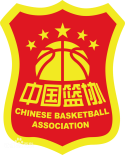 中国篮协
CHINESE BASKETBALL
ASSOCIATION